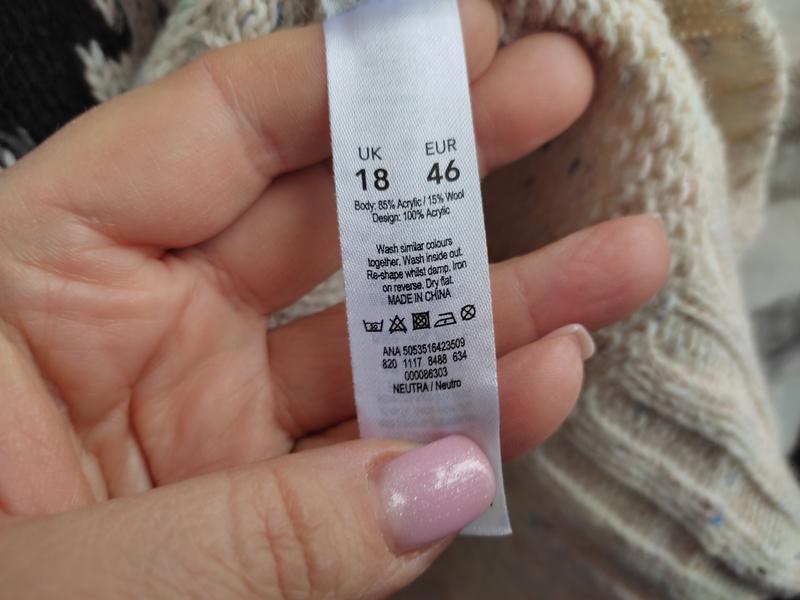 UK EUR
18 46
Body: 85% Acrylic / 15% Wool
Design: 100% Acrylic
Wash similar colours
together. Wash inside out.
Re-shape whilst damp. Iron
on reverse. Dry flat.
MADE IN CHINA
ANA 5053516423509
820 1117 8488 634
000086303
NEUTRA / Neutro